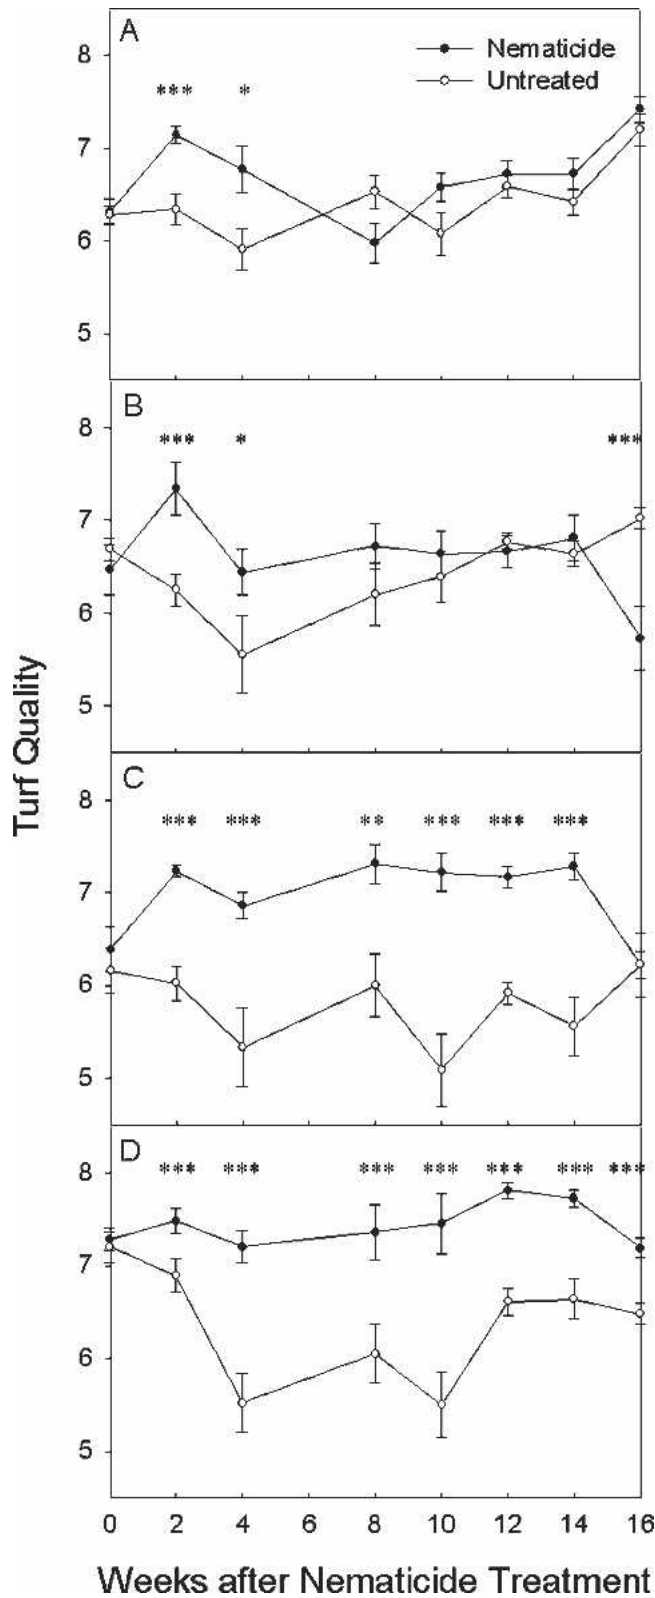 A
8
Nematicide
Untreated
*** *
7
6
5
B
8
*** * ***
7
6
5
Turf Quality
C
8
*** *** ** *** *** ***
7
6
5
D
8
*** *** *** *** *** *** ***
7
6
5
0 2 4 6 8 10 12 14 16
Weeks after Nematicide Treatment